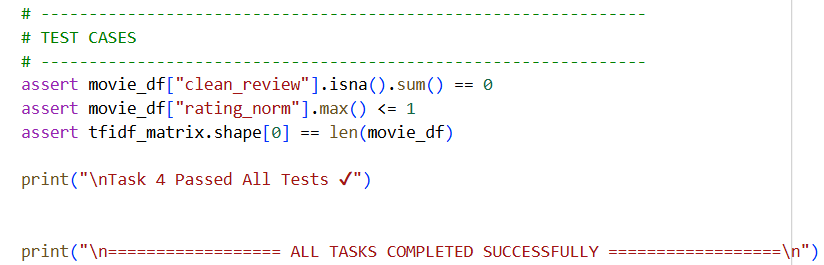 # ---------------------------------------------------------------
# TEST CASES
# ---------------------------------------------------------------
assert movie_df["clean_review"].isna().sum() == 0
assert movie_df["rating_norm"].max() <= 1
assert tfidf_matrix.shape[0] == len(movie_df)
print("\nTask 4 Passed All Tests ✔")
print("\n================== ALL TASKS COMPLETED SUCCESSFULLY ==================\n")